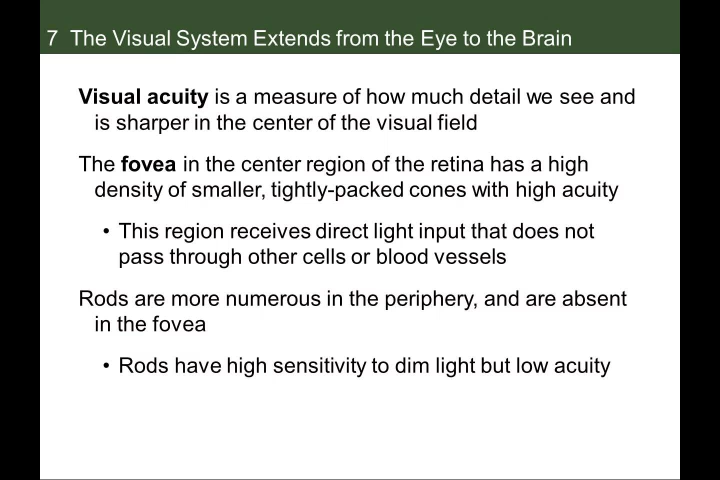 7 The Visual System Extends from the Eye to the Brain
Visual acuity is a measure of how much detail we see and
is sharper in the center of the visual field
The fovea in the center region of the retina has a high
density of smaller, tightly-packed cones with high acuity
• This region receives direct light input that does not
pass through other cells or blood vessels
Rods are more numerous in the periphery, and are absent
in the fovea
• Rods have high sensitivity to dim light but low acuity